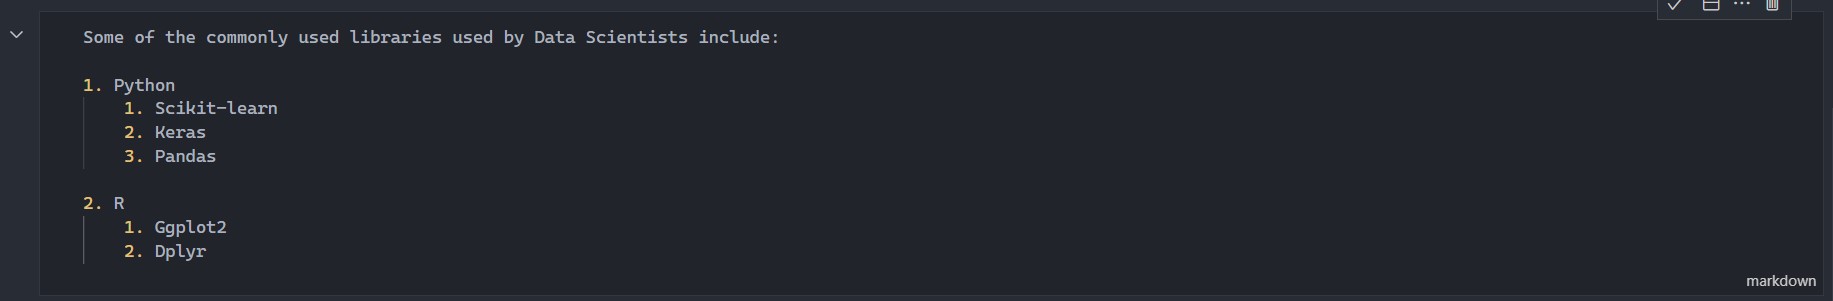 Some of the commonly used libraries used by Data Scientists include:
1. Python
1. Scikit-learn
2. Keras
3. Pandas
2. R
1. Ggplot2
2. Dplyr
markdown